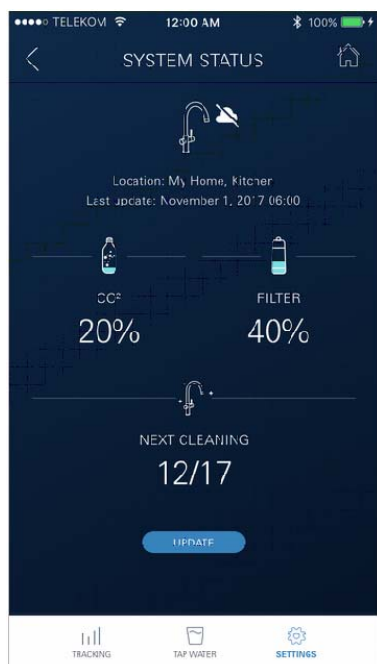 TELEKOM 12:00 AM 100%
SYSTEM STATUS
Location: My Home, Kitchen
Last update: November 1, 2017 06:00
CO² FILTER
20% 40%
NEXT CLEANING
12/17
UPDATE
TRACKING TAP WATER SETTINGS